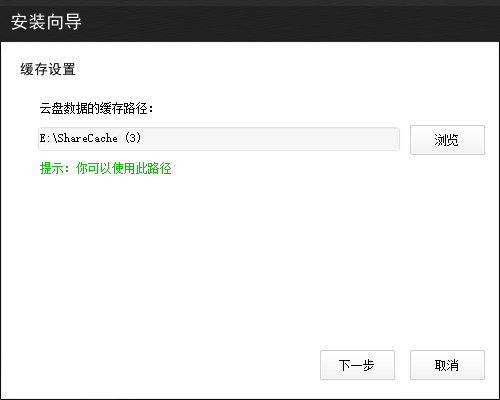 安装向导
缓存设置
云盘数据的缓存路径：
E:\ShareCache (3)
浏览
提示：你可以使用此路径
下一步
取消